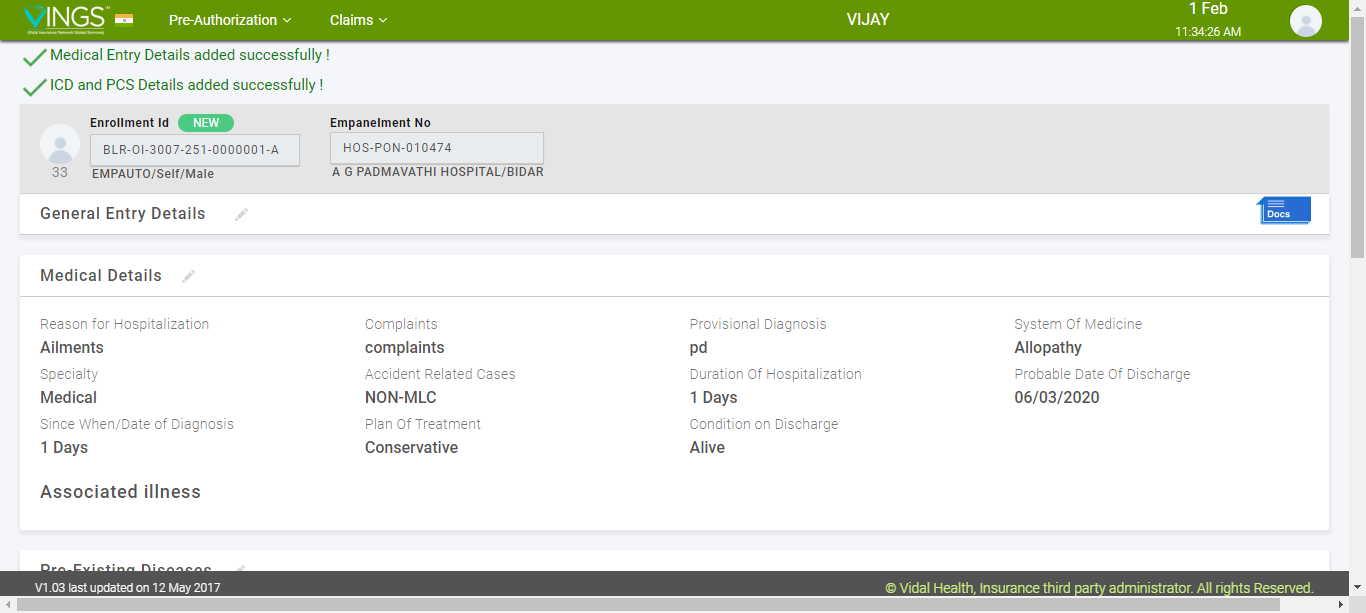 VINGS™
(Vidal Insurance Network Global Services)
Pre-Authorization
Claims
VIJAY
1 Feb
11:34:26 AM
Medical Entry Details added successfully !
ICD and PCS Details added successfully !
Enrollment Id NEW
Empanelment No
BLR-OI-3007-251-0000001-A
HOS-PON-010474
33
EMPAUTO/Self/Male
A G PADMAVATHI HOSPITAL/BIDAR
General Entry Details
Docs
Medical Details
Reason for Hospitalization
Complaints
Provisional Diagnosis
System Of Medicine
Ailments
complaints
pd
Allopathy
Specialty
Accident Related Cases
Duration Of Hospitalization
Probable Date Of Discharge
Medical
NON-MLC
1 Days
06/03/2020
Since When/Date of Diagnosis
Plan Of Treatment
Condition on Discharge
1 Days
Conservative
Alive
Associated illness
Pre-Existing Diseases
V1.03 last updated on 12 May 2017
© Vidal Health, Insurance third party administrator. All rights Reserved.